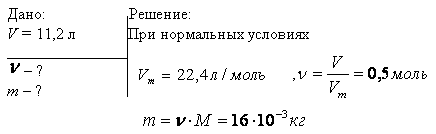 Дано:
V = 11,2 л
ν – ?
m – ?
Решение:
При нормальных условиях
V_m = 22,4 л / моль , ν = V / V_m = 0,5 моль
m = ν · M = 16 · 10⁻³ кг